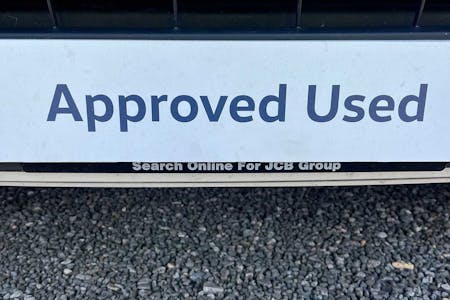 Approved Used
Search Online For JCB Group